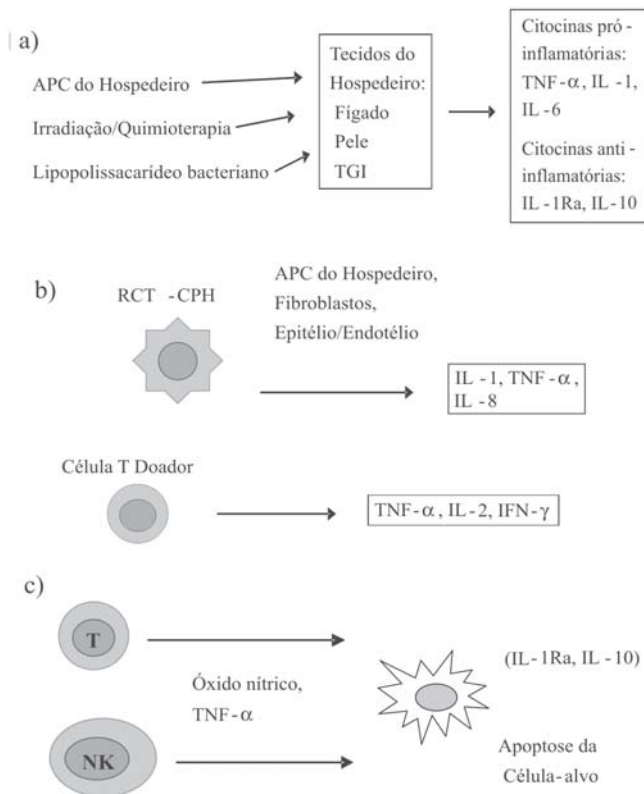 a)
APC do Hospedeiro
Irradiação/Quimioterapia
Lipopolissacarídeo bacteriano
Tecidos do
Hospedeiro:
Fígado
Pele
TGI
Citocinas pró -
inflamatórias:
TNF-α, IL -1,
IL -6
Citocinas anti -
inflamatórias:
IL -1Ra, IL -10
b)
RCT -CPH
APC do Hospedeiro,
Fibroblastos,
Epitélio/Endotélio
IL -1, TNF-α,
IL -8
Célula T Doador
TNF-α, IL-2, IFN-γ
c)
T
Óxido nítrico,
TNF-α
NK
(IL-1Ra, IL -10)
Apoptose da
Célula-alvo